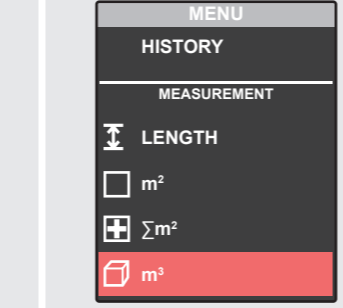 MENU
HISTORY
MEASUREMENT
LENGTH
m²
∑m²
m³